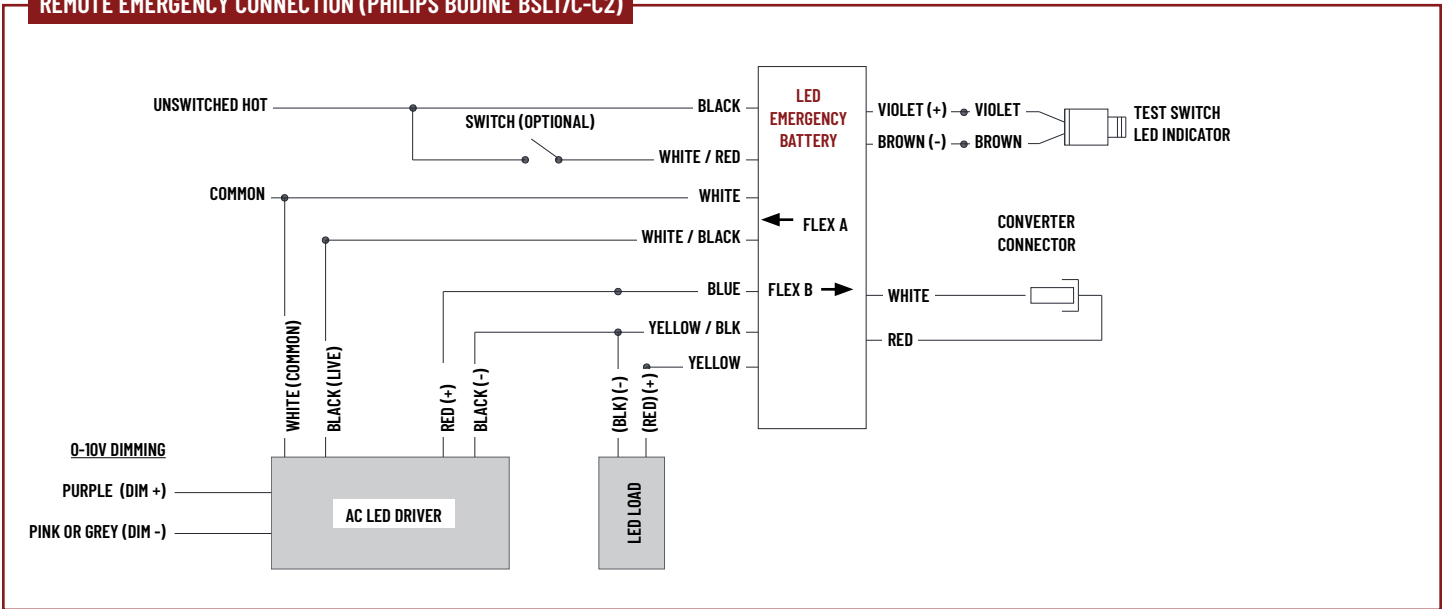 REMOTE EMERGENCY CONNECTION (PHILIPS BODINE BSL17C-C2)
UNSWITCHED HOT
BLACK
SWITCH (OPTIONAL)
WHITE / RED
COMMON
WHITE
WHITE / BLACK
BLUE
YELLOW / BLK
YELLOW
LED
EMERGENCY
BATTERY
FLEX A
FLEX B
VIOLET (+)
VIOLET
BROWN (-)
BROWN
TEST SWITCH
LED INDICATOR
CONVERTER
CONNECTOR
WHITE
RED
WHITE (COMMON)
BLACK (LIVE)
RED (+)
BLACK (-)
(BLK) (-)
(RED) (+)
0-10V DIMMING
PURPLE (DIM +)
PINK OR GREY (DIM -)
AC LED DRIVER
LED LOAD